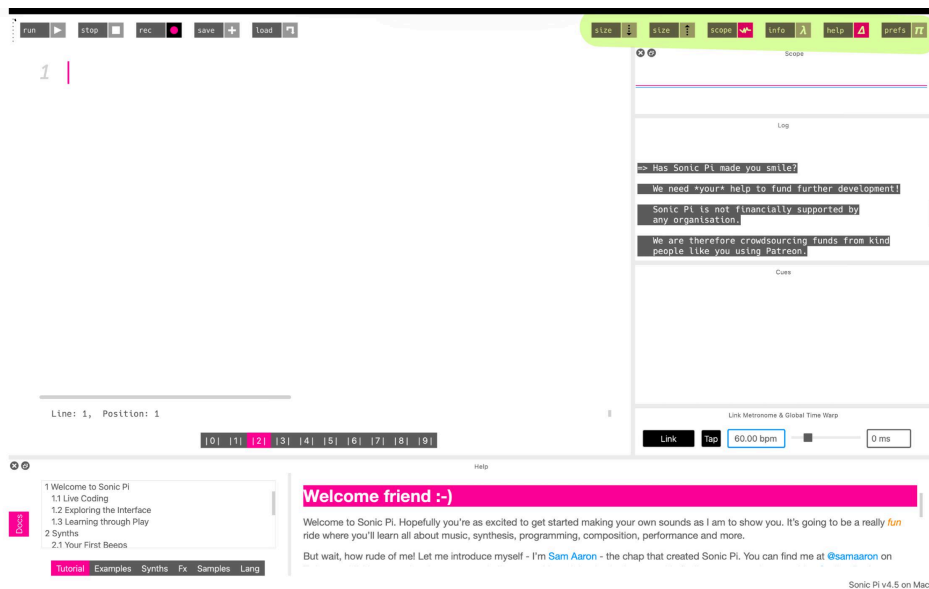 run stop rec save load size size scope info λ help prefs π
Scope
1
Log
=> Has Sonic Pi made you smile?
We need *your* help to fund further development!
Sonic Pi is not financially supported by
any organisation.
We are therefore crowdsourcing funds from kind
people like you using Patreon.
Cues
Line: 1, Position: 1
|0| |1| |2| |3| |4| |5| |6| |7| |8| |9|
Link Metronome & Global Time Warp
Link Tap 60.00 bpm 0 ms
Help
Docs
1 Welcome to Sonic Pi
1.1 Live Coding
1.2 Exploring the Interface
1.3 Learning through Play
2 Synths
2.1 Your First Beeps
Tutorial Examples Synths Fx Samples Lang
Welcome friend :-)
Welcome to Sonic Pi. Hopefully you're as excited to get started making your own sounds as I am to show you. It's going to be a really fun
ride where you'll learn all about music, synthesis, programming, composition, performance and more.
But wait, how rude of me! Let me introduce myself - I'm Sam Aaron - the chap that created Sonic Pi. You can find me at @samaaron on
Sonic Pi v4.5 on Mac